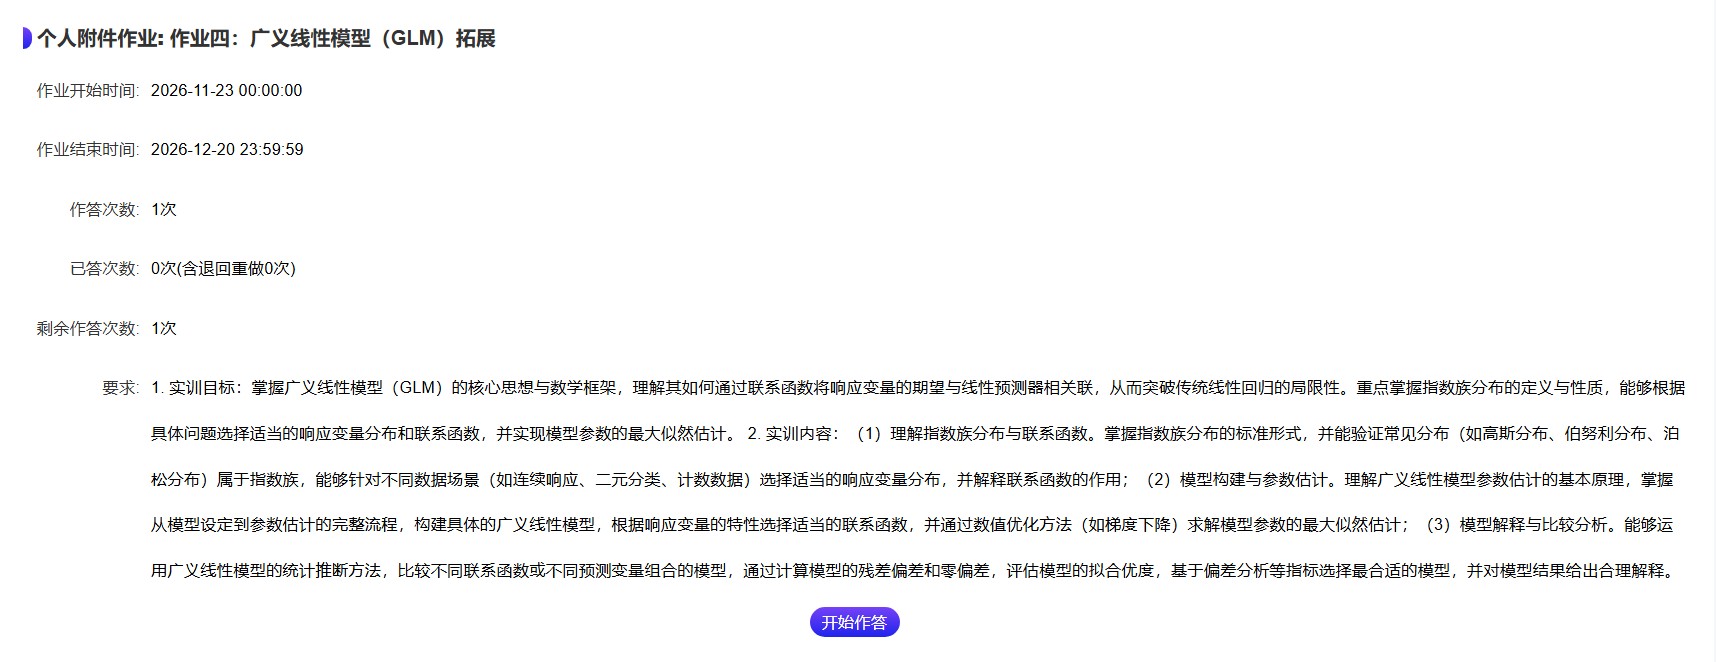 个人附件作业: 作业四：广义线性模型（GLM）拓展
作业开始时间: 2026-11-23 00:00:00
作业结束时间: 2026-12-20 23:59:59
作答次数: 1次
已答次数: 0次(含退回重做0次)
剩余作答次数: 1次
要求: 1. 实训目标：掌握广义线性模型（GLM）的核心思想与数学框架，理解其如何通过联系函数将响应变量的期望与线性预测器相关联，从而突破传统线性回归的局限性。重点掌握指数族分布的定义与性质，能够根据
具体问题选择适当的响应变量分布和联系函数，并实现模型参数的最大似然估计。 2. 实训内容：（1）理解指数族分布与联系函数。掌握指数族分布的标准形式，并能验证常见分布（如高斯分布、伯努利分布、泊
松分布）属于指数族，能够针对不同数据场景（如连续响应、二元分类、计数数据）选择适当的响应变量分布，并解释联系函数的作用；（2）模型构建与参数估计。理解广义线性模型参数估计的基本原理，掌握
从模型设定到参数估计的完整流程，构建具体的广义线性模型，根据响应变量的特性选择适当的联系函数，并通过数值优化方法（如梯度下降）求解模型参数的最大似然估计；（3）模型解释与比较分析。能够运
用广义线性模型的统计推断方法，比较不同联系函数或不同预测变量组合的模型，通过计算模型的残差偏差和零偏差，评估模型的拟合优度，基于偏差分析等指标选择最合适的模型，并对模型结果给出合理解释。
开始作答